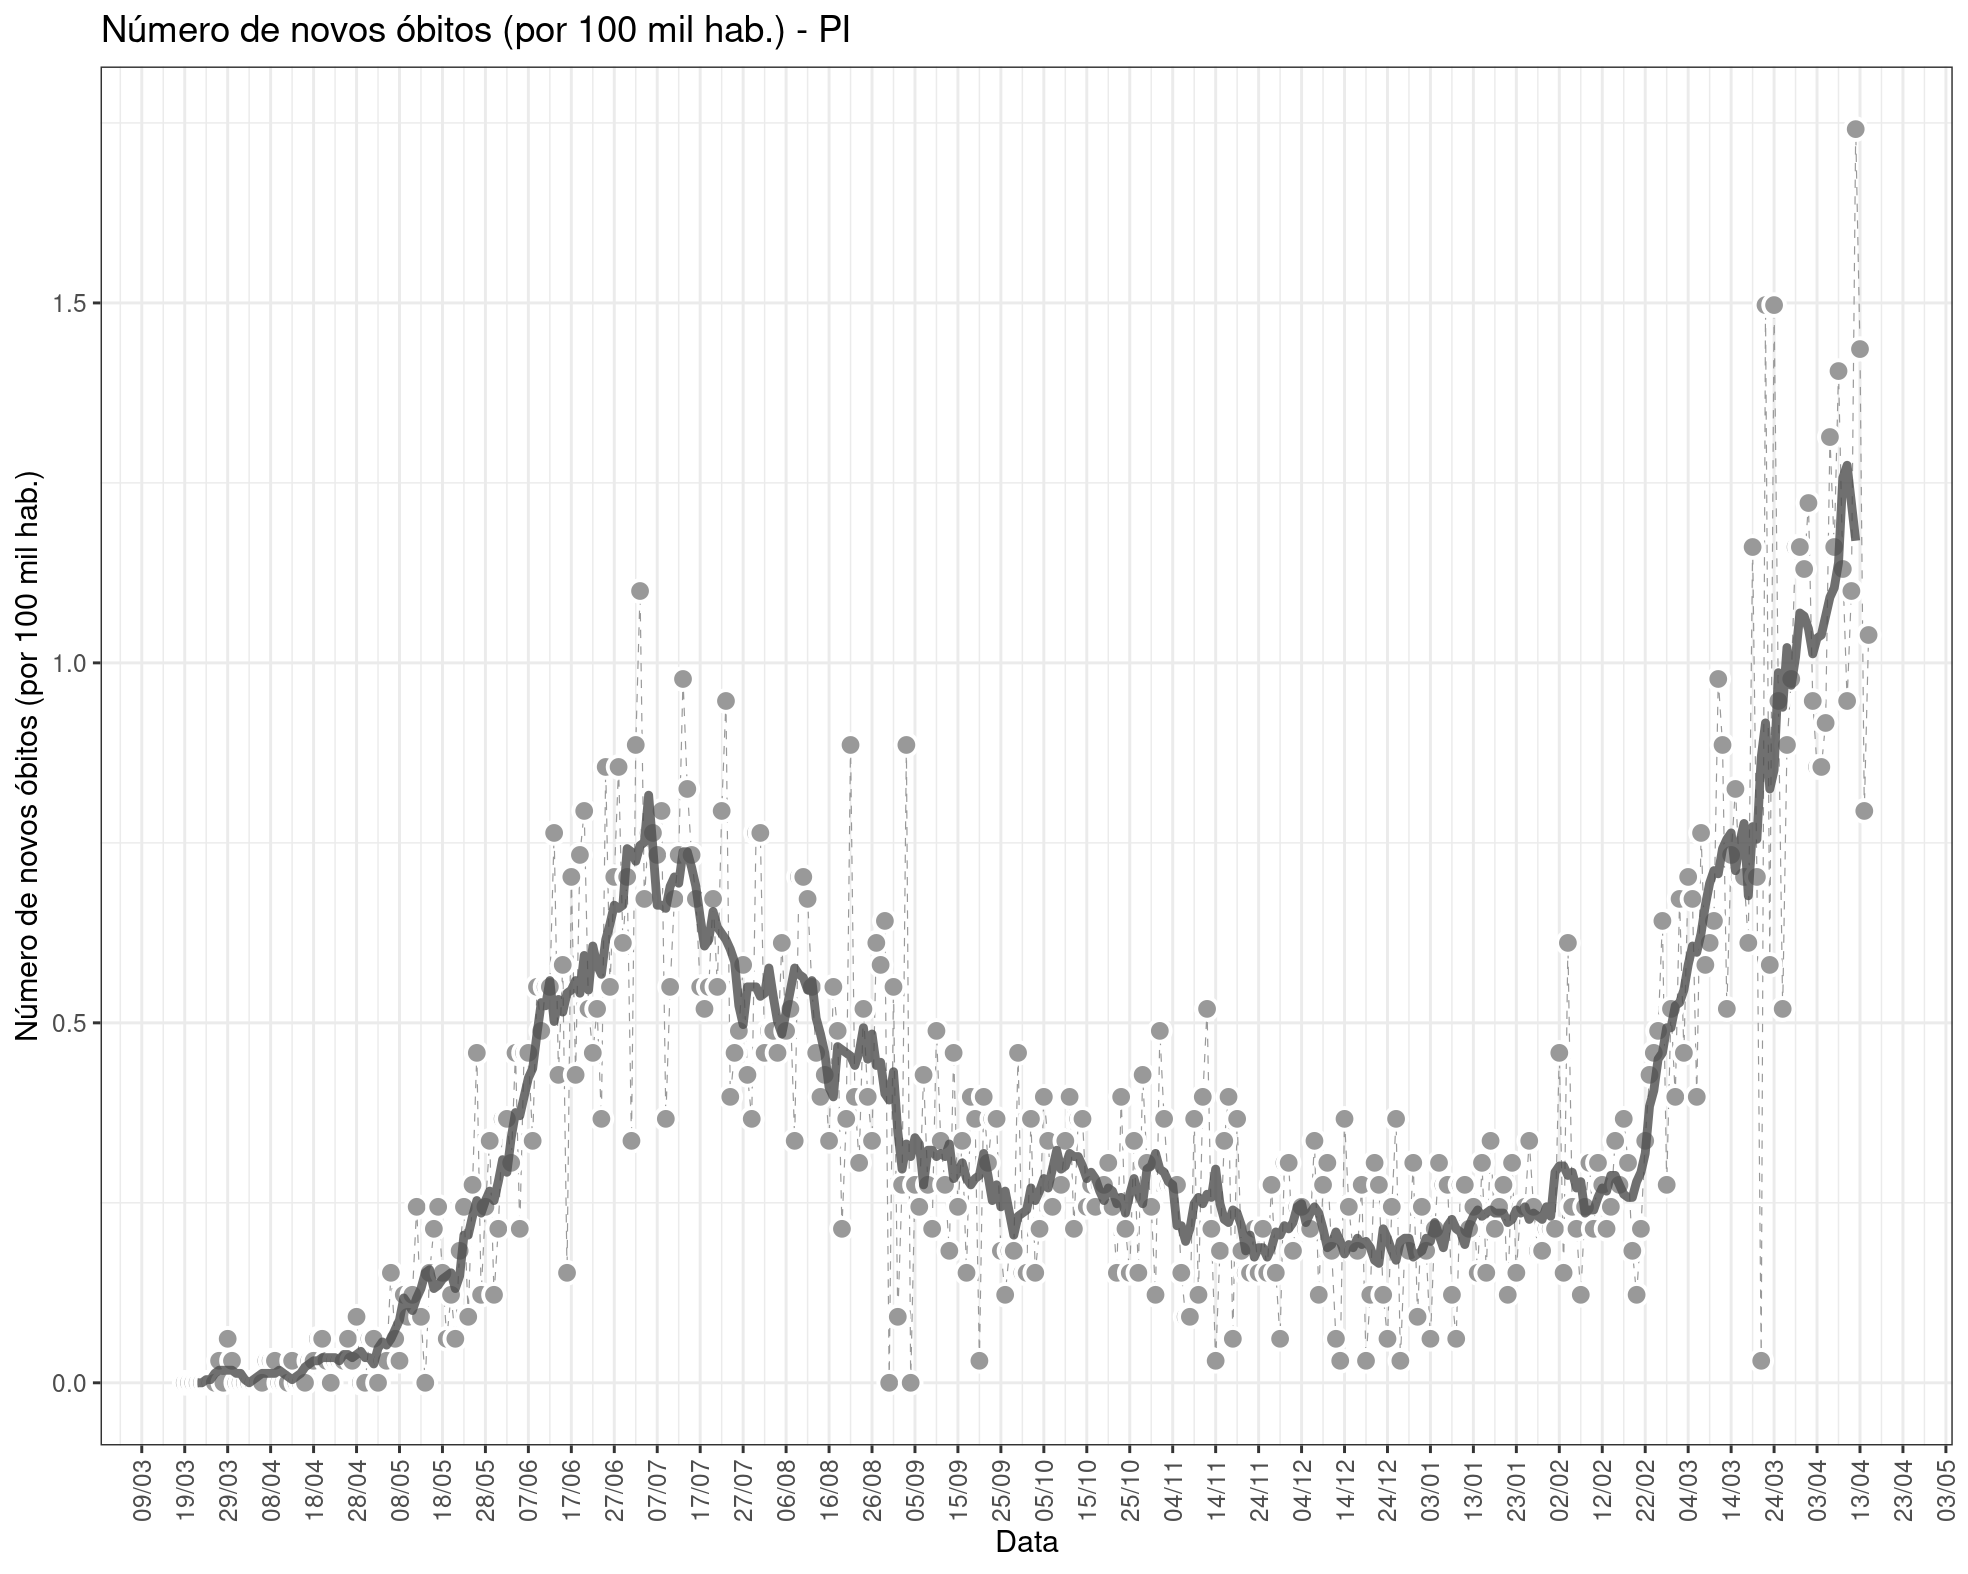 Número de novos óbitos (por 100 mil hab.) - PI
Número de novos óbitos (por 100 mil hab.)
1.5
1.0
0.5
0.0
09/03 19/03 29/03 08/04 18/04 28/04 08/05 18/05 28/05 07/06 17/06 27/06 07/07 17/07 27/07 06/08 16/08 26/08 05/09 15/09 25/09 05/10 15/10 25/10 04/11 14/11 24/11 04/12 14/12 24/12 03/01 13/01 23/01 02/02 12/02 22/02 04/03 14/03 24/03 03/04 13/04 23/04 03/05
Data